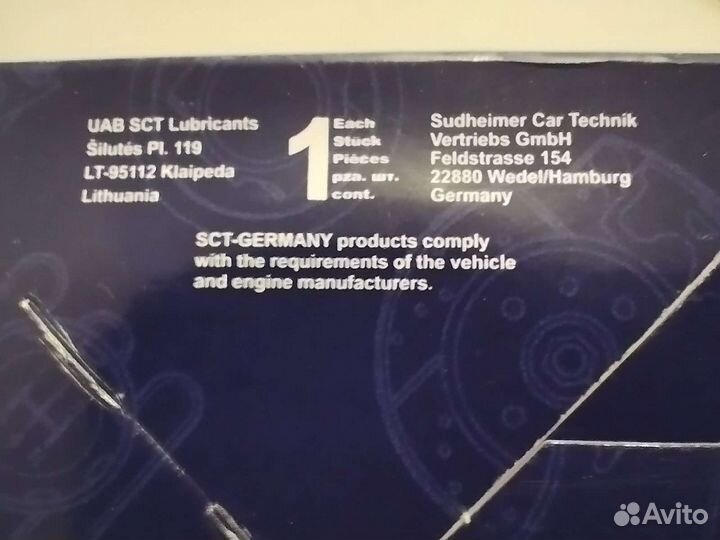 UAB SCT Lubricants
Šilutés Pl. 119
LT-95112 Klaipeda
Lithuania
1
Each
Stück
Pièces
pza. шт.
cont.
Sudheimer Car Technik
Vertriebs GmbH
Feldstrasse 154
22880 Wedel/Hamburg
Germany
SCT-GERMANY products comply
with the requirements of the vehicle
and engine manufacturers.
Avito